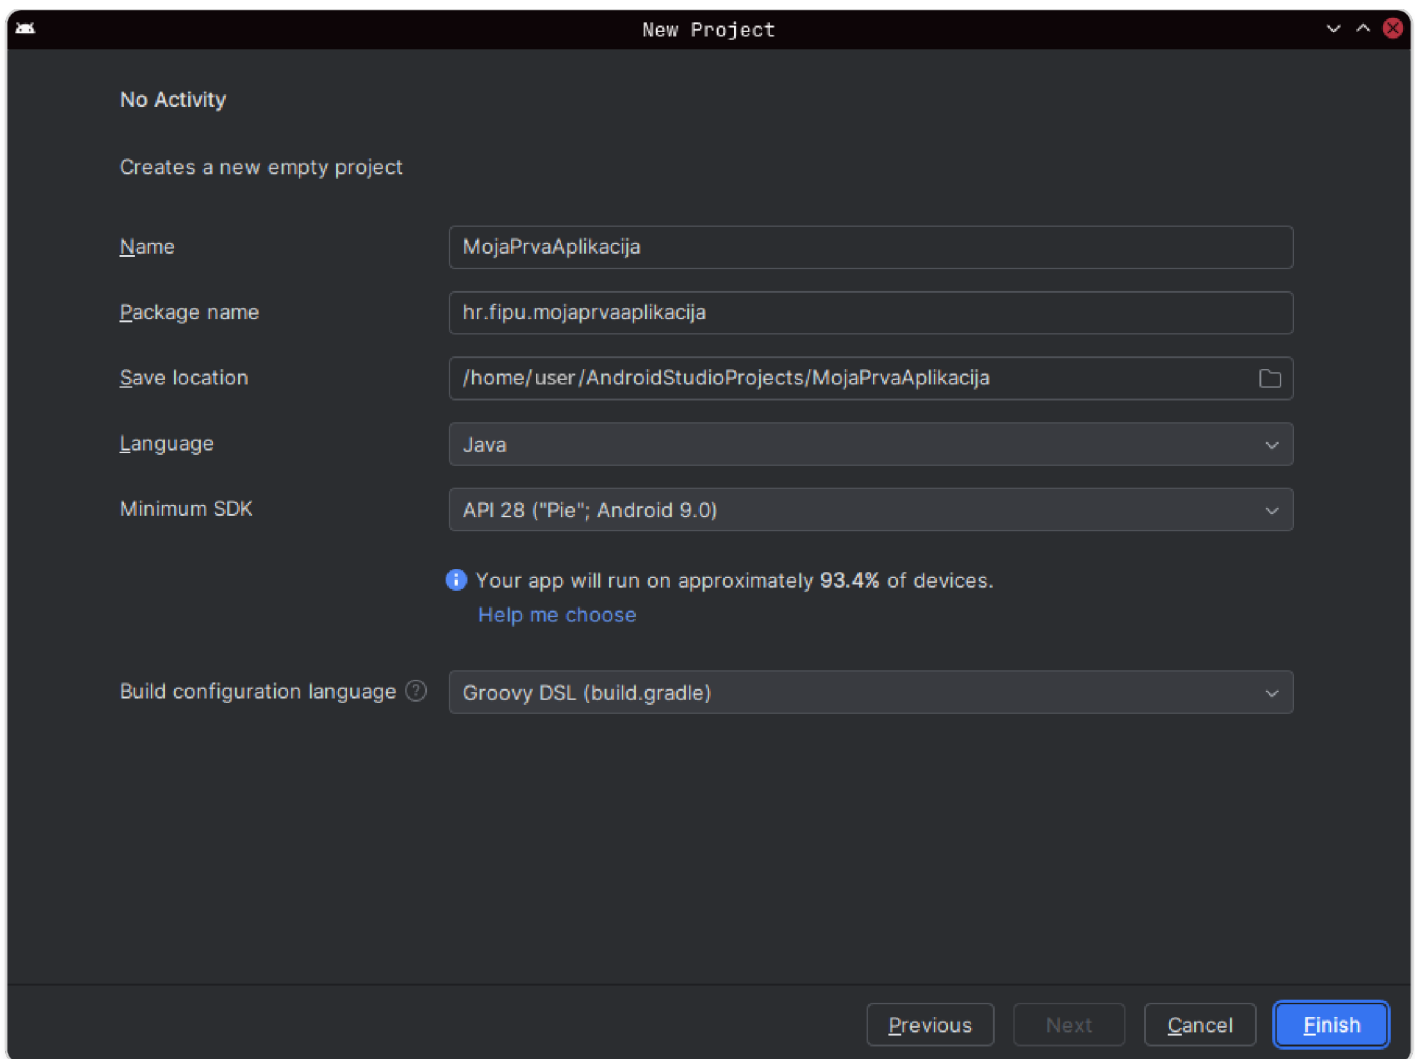 New Project
No Activity
Creates a new empty project
Name MojaPrvaAplikacija
Package name hr.fipu.mojaprvaaplikacija
Save location /home/user/AndroidStudioProjects/MojaPrvaAplikacija
Language Java
Minimum SDK API 28 ("Pie"; Android 9.0)
Your app will run on approximately 93.4% of devices.
Help me choose
Build configuration language ? Groovy DSL (build.gradle)
Previous Next Cancel Finish